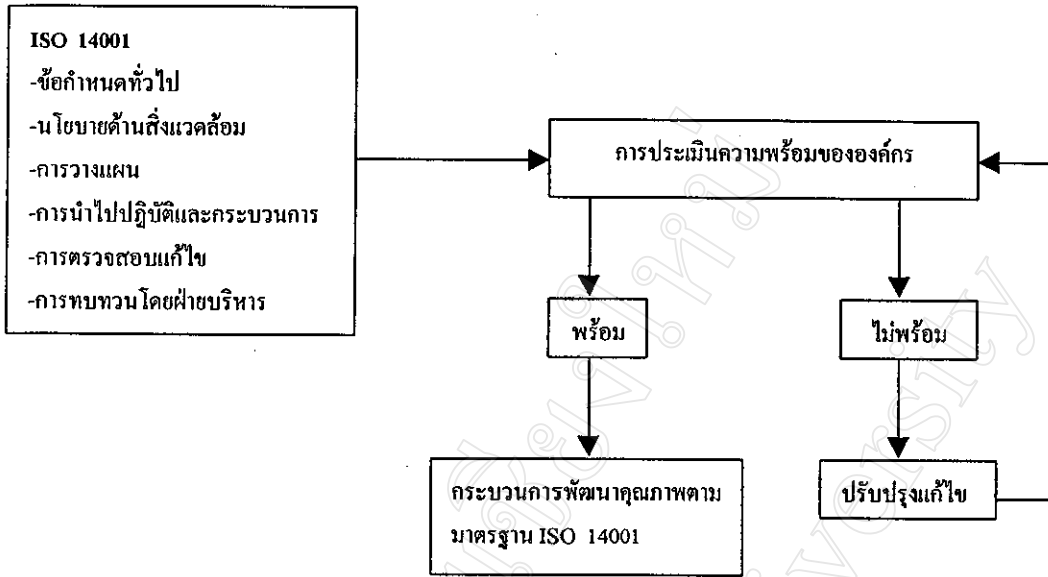 ISO 14001
-ข้อกำหนดทั่วไป
-นโยบายด้านสิ่งแวดล้อม
-การวางแผน
-การนำไปปฏิบัติและกระบวนการ
-การตรวจสอบแก้ไข
-การทบทวนโดยฝ่ายบริหาร
การประเมินความพร้อมขององค์กร
พร้อม
ไม่พร้อม
กระบวนการพัฒนาคุณภาพตาม
มาตรฐาน ISO 14001
ปรับปรุงแก้ไข
เชียงใหม่
versity